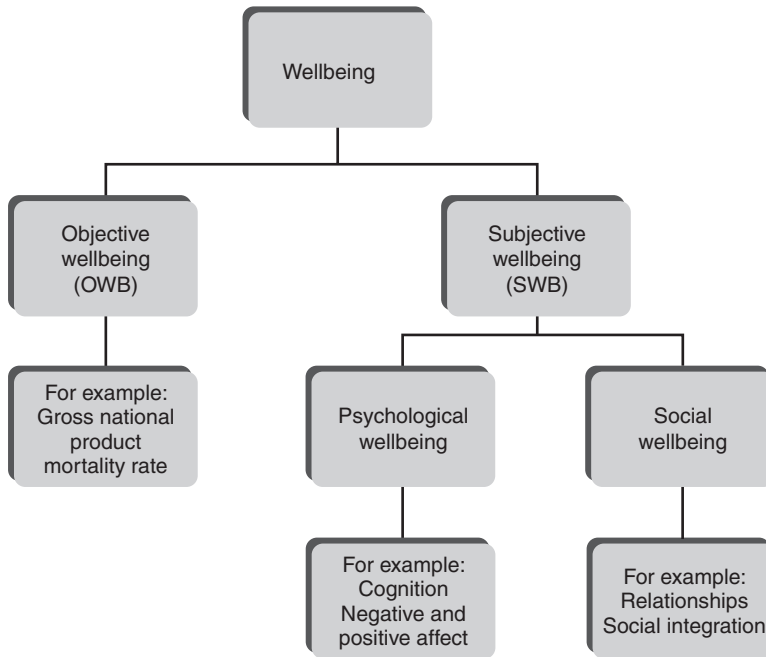 Wellbeing
Objective
wellbeing
(OWB)
Subjective
wellbeing
(SWB)
For example:
Gross national
product
mortality rate
Psychological
wellbeing
Social
wellbeing
For example:
Cognition
Negative and
positive affect
For example:
Relationships
Social integration